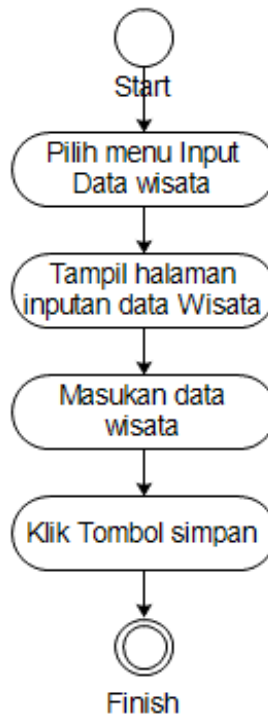 Start
Pilih menu Input
Data wisata
Tampil halaman
inputan data Wisata
Masukan data
wisata
Klik Tombol simpan
Finish